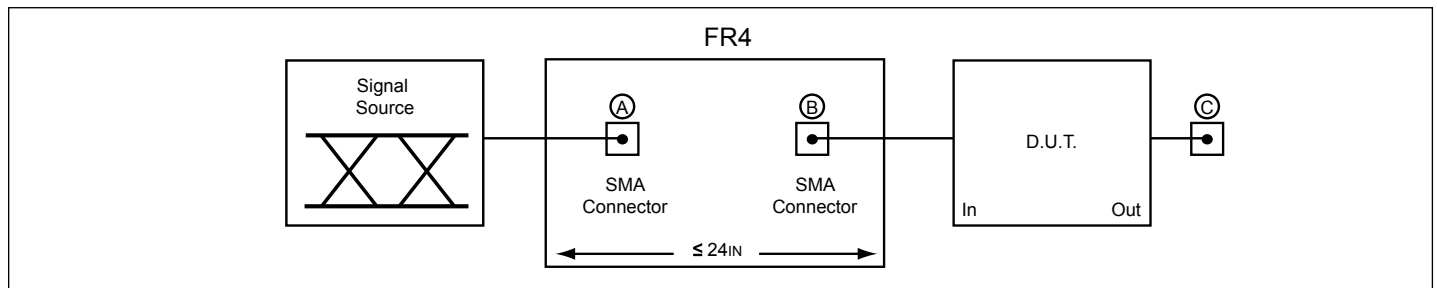 FR4
Signal
Source
A
B
C
D.U.T.
SMA
Connector
SMA
Connector
In
Out
≤ 24IN